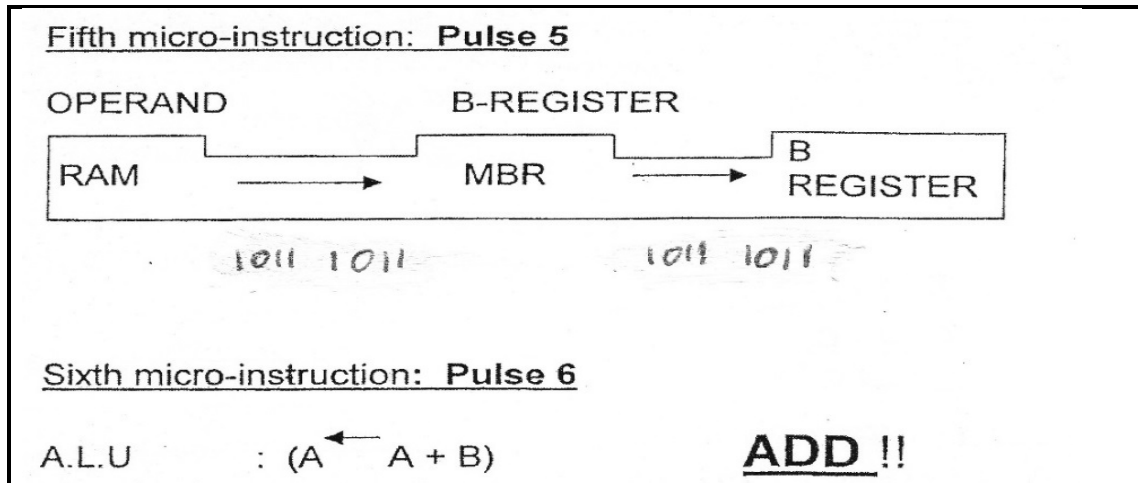 Fifth micro-instruction: Pulse 5
OPERAND B-REGISTER
RAM → MBR → B
REGISTER
1011 1011 1011 1011
Sixth micro-instruction: Pulse 6
A.L.U : (A ← A + B) ADD !!